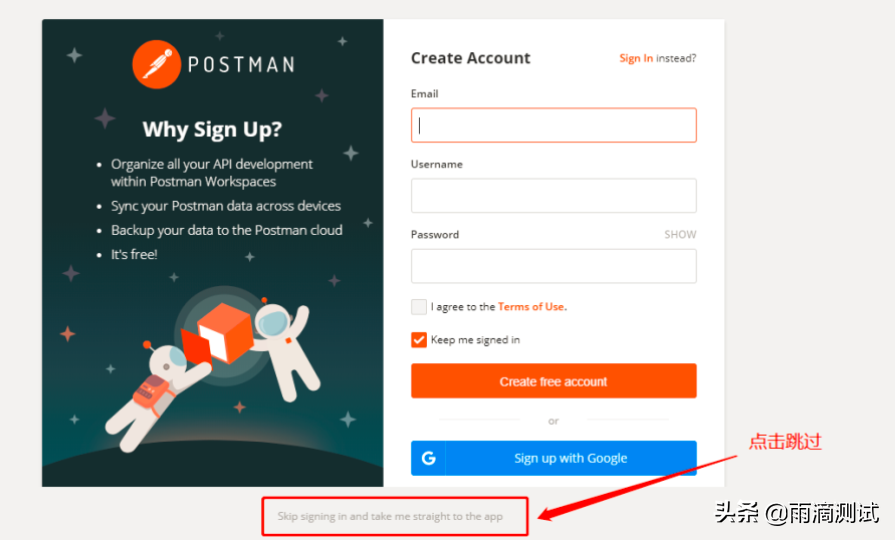 POSTMAN
Why Sign Up?
• Organize all your API development
within Postman Workspaces
• Sync your Postman data across devices
• Backup your data to the Postman cloud
• It's free!
Create Account
Sign In instead?
Email
Username
Password
SHOW
I agree to the Terms of Use.
Keep me signed in
Create free account
or
G
Sign up with Google
点击跳过
Skip signing in and take me straight to the app
头条 @雨滴测试